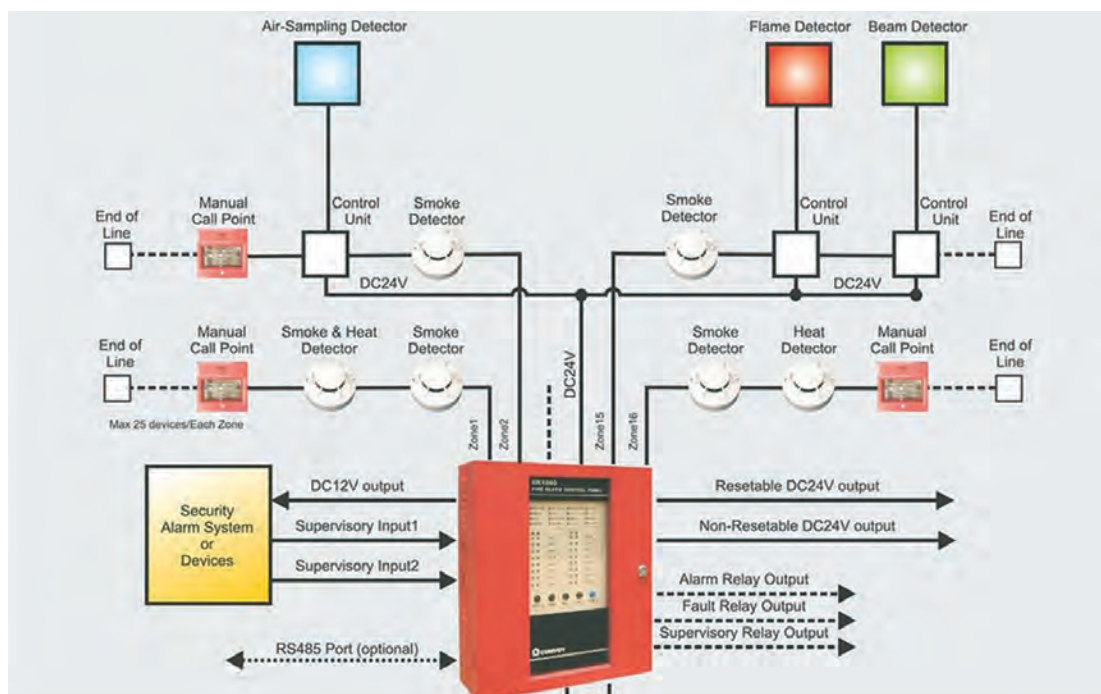 Air-Sampling Detector
Flame Detector
Beam Detector
End of
Line
Manual
Call Point
Control
Unit
Smoke
Detector
Smoke
Detector
Control
Unit
Control
Unit
End of
Line
DC24V
DC24V
End of
Line
Manual
Call Point
Smoke & Heat
Detector
Smoke
Detector
DC24V
Smoke
Detector
Heat
Detector
Manual
Call Point
End of
Line
Max 25 devices/Each Zone
Zone1
Zone2
Zone15
Zone16
Security
Alarm System
or
Devices
DC12V output
Supervisory Input1
Supervisory Input2
RS485 Port (optional)
FIRE ALARM CONTROL PANEL
Resetable DC24V output
Non-Resetable DC24V output
Alarm Relay Output
Fault Relay Output
Supervisory Relay Output